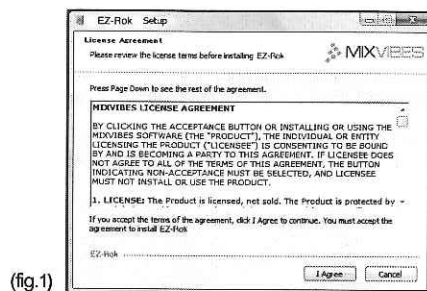 EZ-Rok Setup
License Agreement
Please review the license terms before installing EZ-Rok
MIXVIBES
Press Page Down to see the rest of the agreement.
MIXVIBES LICENSE AGREEMENT
BY CLICKING THE ACCEPTANCE BUTTON OR INSTALLING OR USING THE
MIXVIBES SOFTWARE (THE "PRODUCT"), THE INDIVIDUAL OR ENTITY
LICENSING THE PRODUCT ("LICENSEE") IS CONSENTING TO BE BOUND
BY AND IS BECOMING A PARTY TO THIS AGREEMENT. IF LICENSEE DOES
NOT AGREE TO ALL OF THE TERMS OF THIS AGREEMENT, THE BUTTON
INDICATING NON-ACCEPTANCE MUST BE SELECTED, AND LICENSEE
MUST NOT INSTALL OR USE THE PRODUCT.
1. LICENSE: The Product is licensed, not sold. The Product is protected by
If you accept the terms of the agreement, click I Agree to continue. You must accept the
agreement to install EZ-Rok
EZ-Rok
I Agree Cancel
(fig.1)